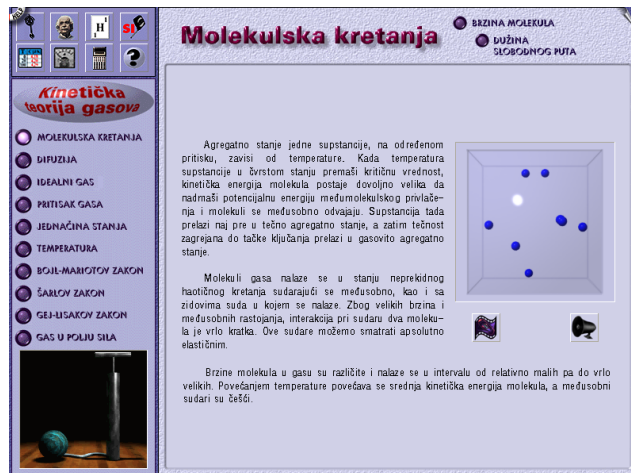 H
SI
?
Molekulska kretanja
BRZINA MOLEKULA
DUŽINA
SLOBODNOG PUTA
Kinetička
teorija gasova
MOLEKULSKA KRETANJA
DIFUZIJA
IDEALNI GAS
PRITISAK GASA
JEDNAČINA STANJA
TEMPERATURA
BOJL-MARIOTOV ZAKON
ŠARLOV ZAKON
GEJ-LISAKOV ZAKON
GAS U POLJU SILA
Agregatno stanje jedne supstancije, na određenom
pritisku, zavisi od temperature. Kada temperatura
supstancije u čvrstom stanju premaši kritičnu vrednost,
kinetička energija molekula postaje dovoljno velika da
nadmaši potencijalnu energiju međumolekulskog privlače-
nja i molekuli se međusobno odvajaju. Supstancija tada
prelazi naj pre u tečno agregatno stanje, a zatim tečnost
zagrejana do tačke ključanja prelazi u gasovito agregatno
stanje.
Molekuli gasa nalaze se u stanju neprekidnog
haotičnog kretanja sudarajući se međusobno, kao i sa
zidovima suda u kojem se nalaze. Zbog velikih brzina i
međusobnih rastojanja, interakcija pri sudaru dva moleku-
la je vrlo kratka. Ove sudare možemo smatrati apsolutno
elastičnim.
Brzine molekula u gasu su različite i nalaze se u intervalu od relativno malih pa do vrlo
velikih. Povećanjem temperature povećava se srednja kinetička energija molekula, a međusobni
sudari su češći.